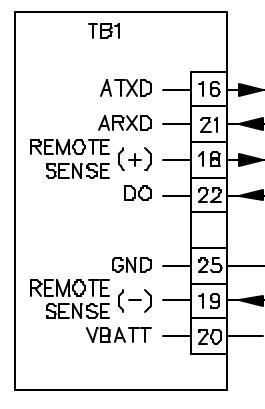 TB1
ATXD 16
ARXD 21
REMOTE SENSE (+) 18
DO 22
GND 25
REMOTE SENSE (-) 19
VBATT 20